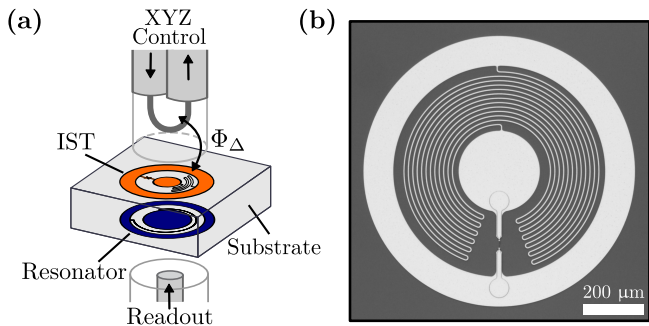 (a)
XYZ
Control
IST
Φ_Δ
Substrate
Resonator
Readout
(b)
200 μm